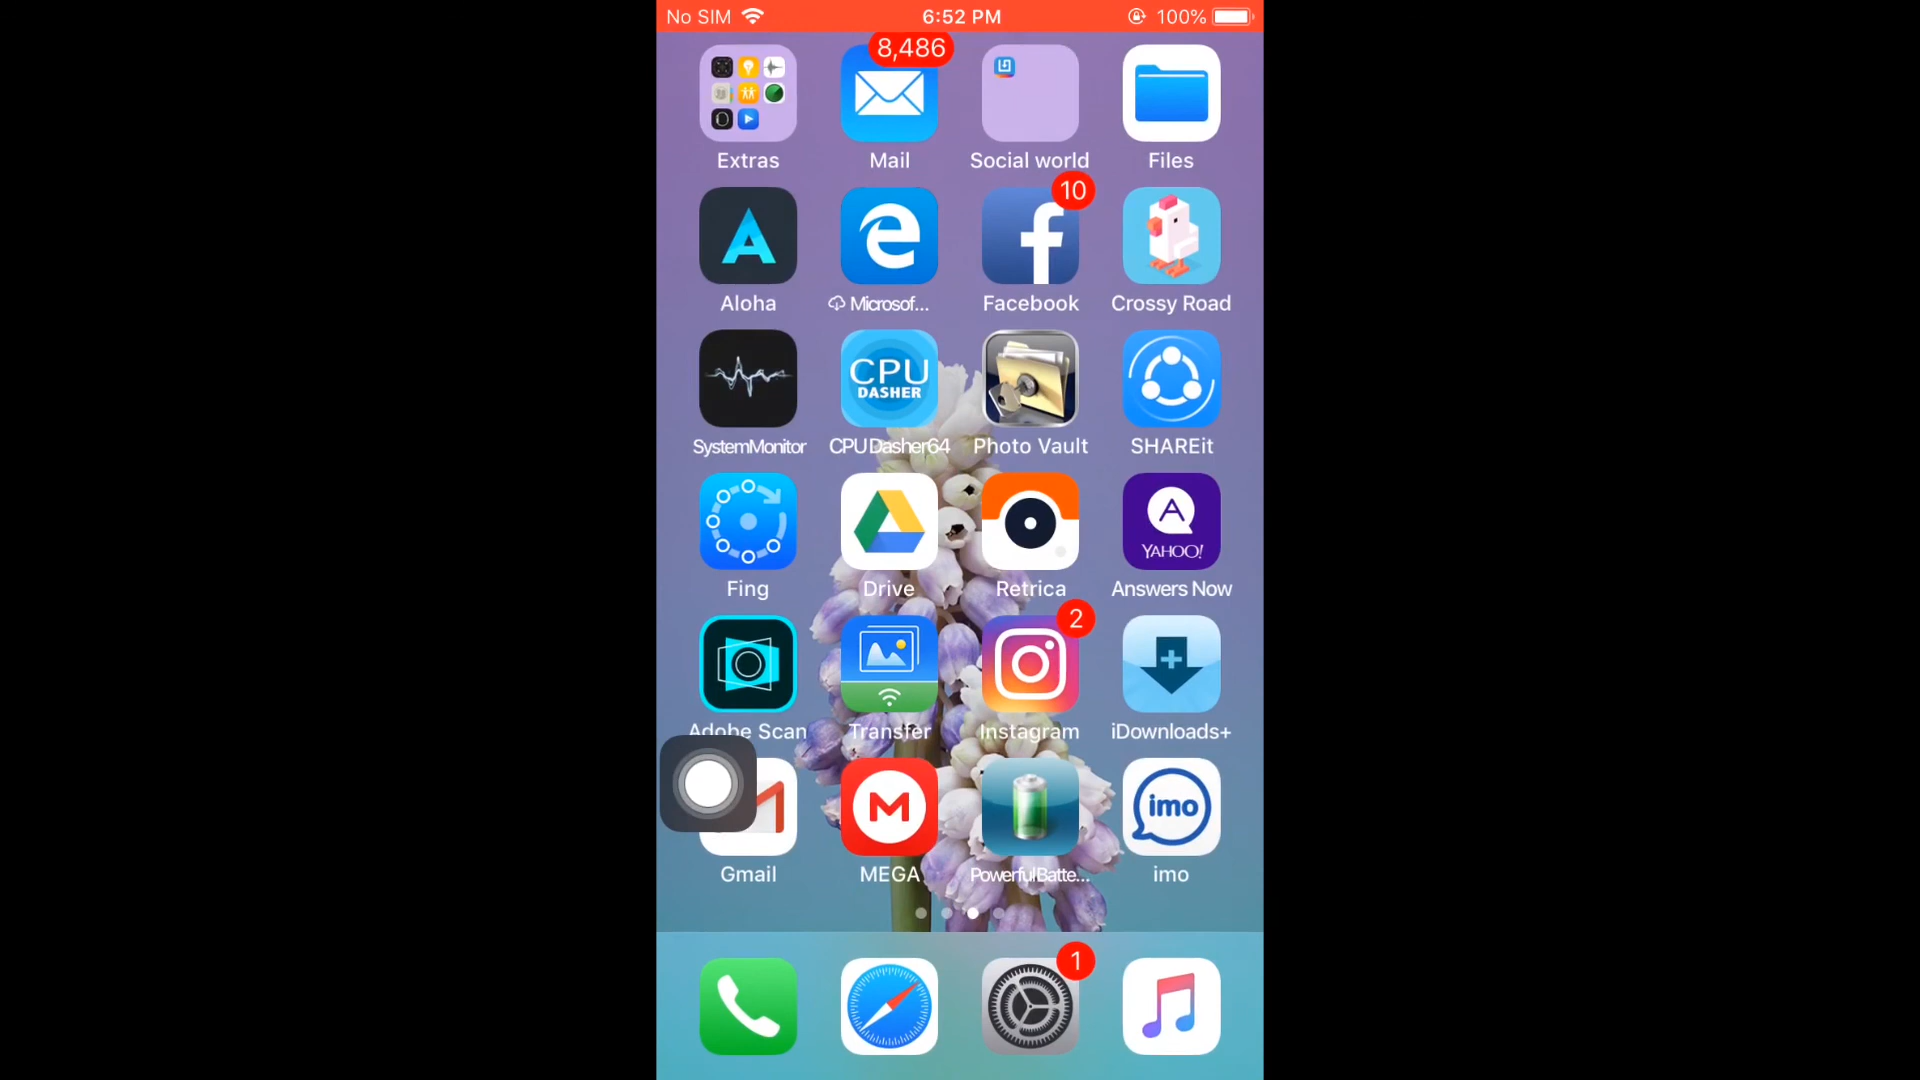 No SIM 6:52 PM 100%
8,486
Extras Mail Social world Files
10
Aloha Microsof... Facebook Crossy Road
CPU
DASHER
SystemMonitor CPUDasher64 Photo Vault SHAREit
YAHOO!
Fing Drive Retrica Answers Now
2
Adobe Scan Transfer Instagram iDownloads+
imo
Gmail MEGA PowerfulBatte... imo
1